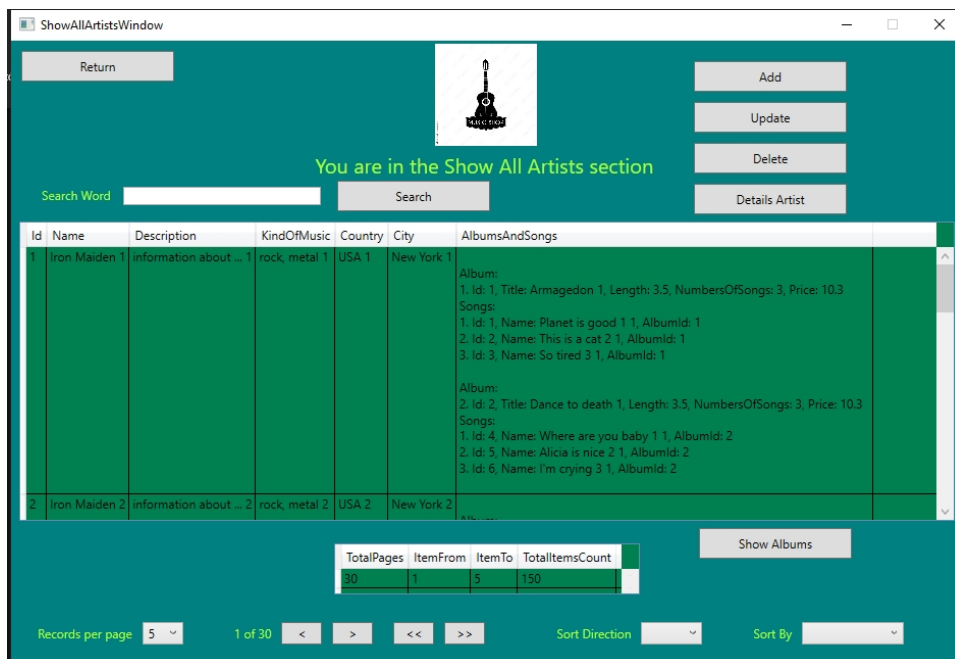 ShowAllArtistsWindow
Return
MUSIC SHOP
Add
Update
Delete
Details Artist
You are in the Show All Artists section
Search Word Search
Id Name Description KindOfMusic Country City AlbumsAndSongs
1 Iron Maiden 1 information about ... 1 rock, metal 1 USA 1 New York 1
Album:
1. Id: 1, Title: Armagedon 1, Length: 3.5, NumbersOfSongs: 3, Price: 10.3
Songs:
1. Id: 1, Name: Planet is good 1 1, AlbumId: 1
2. Id: 2, Name: This is a cat 2 1, AlbumId: 1
3. Id: 3, Name: So tired 3 1, AlbumId: 1
Album:
2. Id: 2, Title: Dance to death 1, Length: 3.5, NumbersOfSongs: 3, Price: 10.3
Songs:
1. Id: 4, Name: Where are you baby 1 1, AlbumId: 2
2. Id: 5, Name: Alicia is nice 2 1, AlbumId: 2
3. Id: 6, Name: I'm crying 3 1, AlbumId: 2
2 Iron Maiden 2 information about ... 2 rock, metal 2 USA 2 New York 2
Album:
Show Albums
TotalPages ItemFrom ItemTo TotalItemsCount
30 1 5 150
Records per page 5 1 of 30 < > << >> Sort Direction Sort By